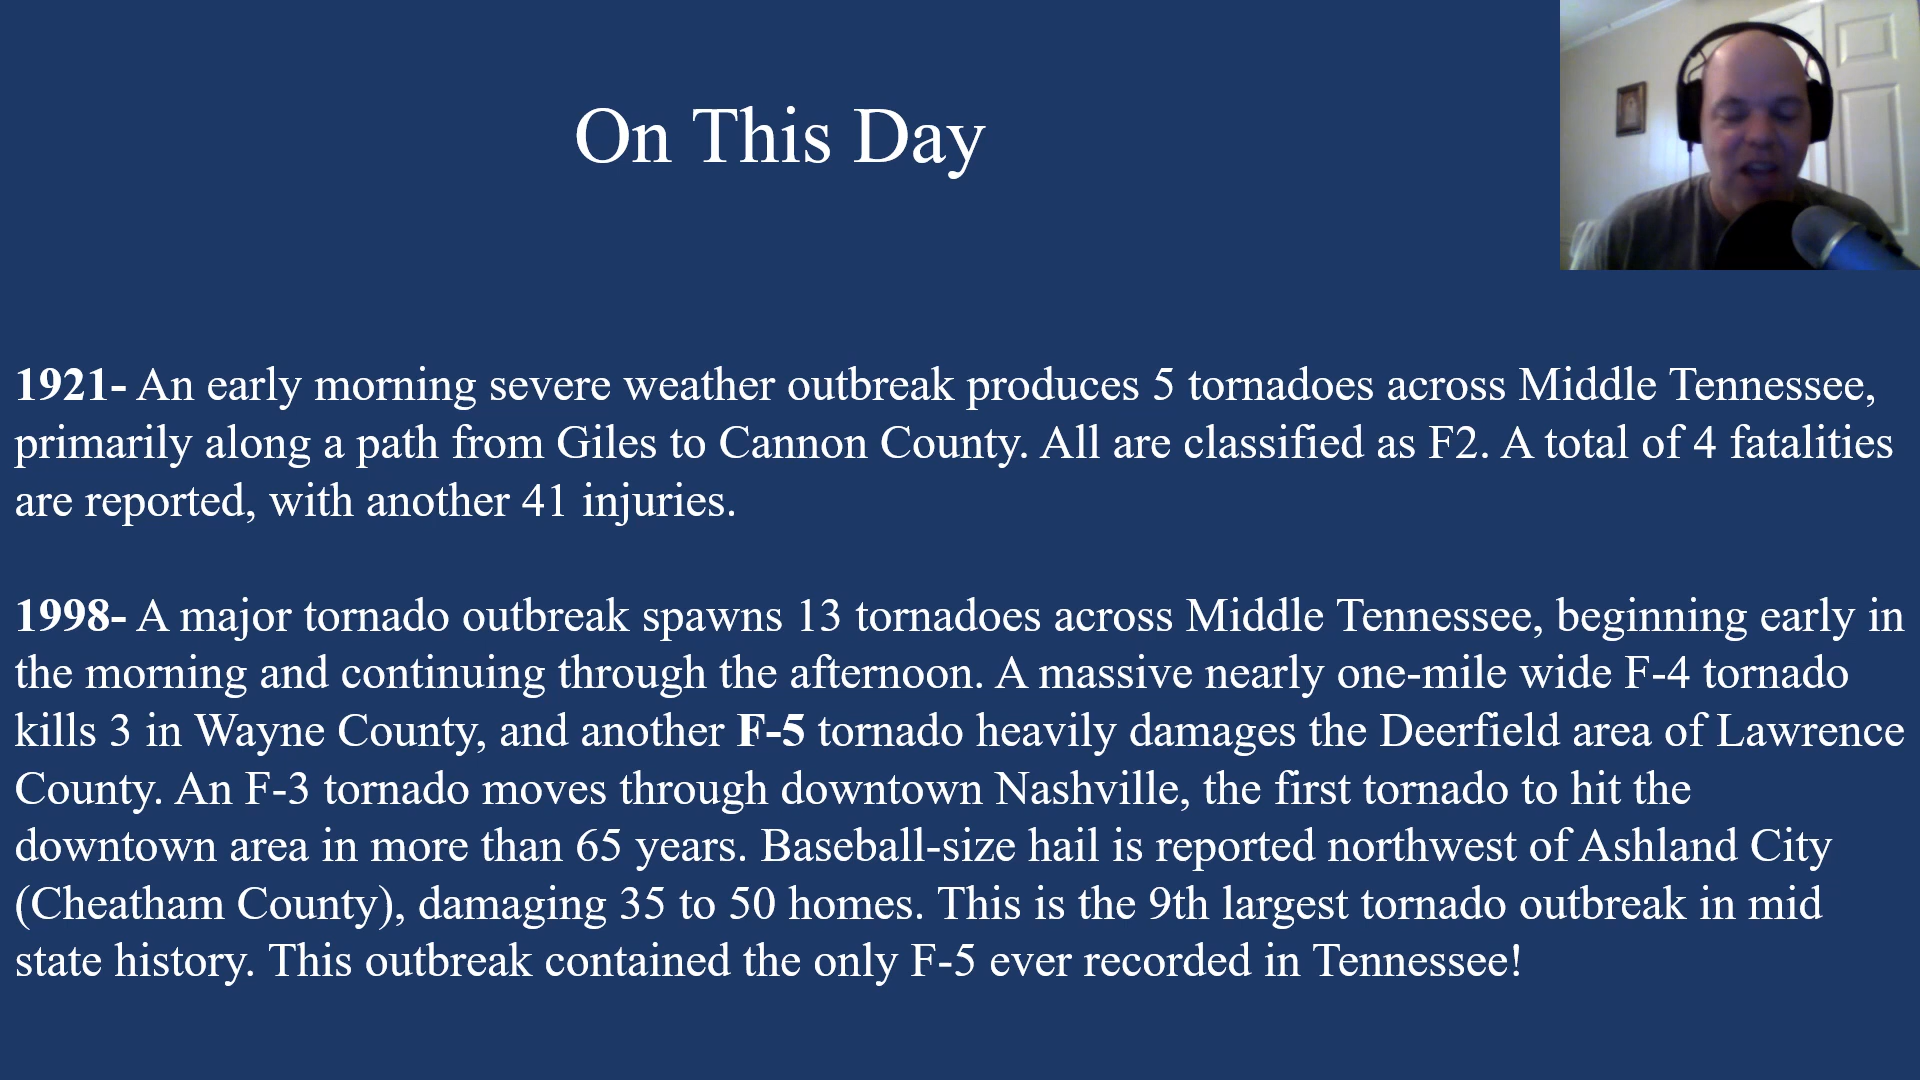 On This Day
1921- An early morning severe weather outbreak produces 5 tornadoes across Middle Tennessee,
primarily along a path from Giles to Cannon County. All are classified as F2. A total of 4 fatalities
are reported, with another 41 injuries.
1998- A major tornado outbreak spawns 13 tornadoes across Middle Tennessee, beginning early in
the morning and continuing through the afternoon. A massive nearly one-mile wide F-4 tornado
kills 3 in Wayne County, and another F-5 tornado heavily damages the Deerfield area of Lawrence
County. An F-3 tornado moves through downtown Nashville, the first tornado to hit the
downtown area in more than 65 years. Baseball-size hail is reported northwest of Ashland City
(Cheatham County), damaging 35 to 50 homes. This is the 9th largest tornado outbreak in mid
state history. This outbreak contained the only F-5 ever recorded in Tennessee!